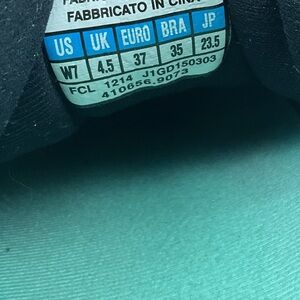 FABBRICATO IN CINA
US UK EURO BRA JP
W7 4.5 37 35 23.5
FCL 1214 J1GD150303
410656.9073